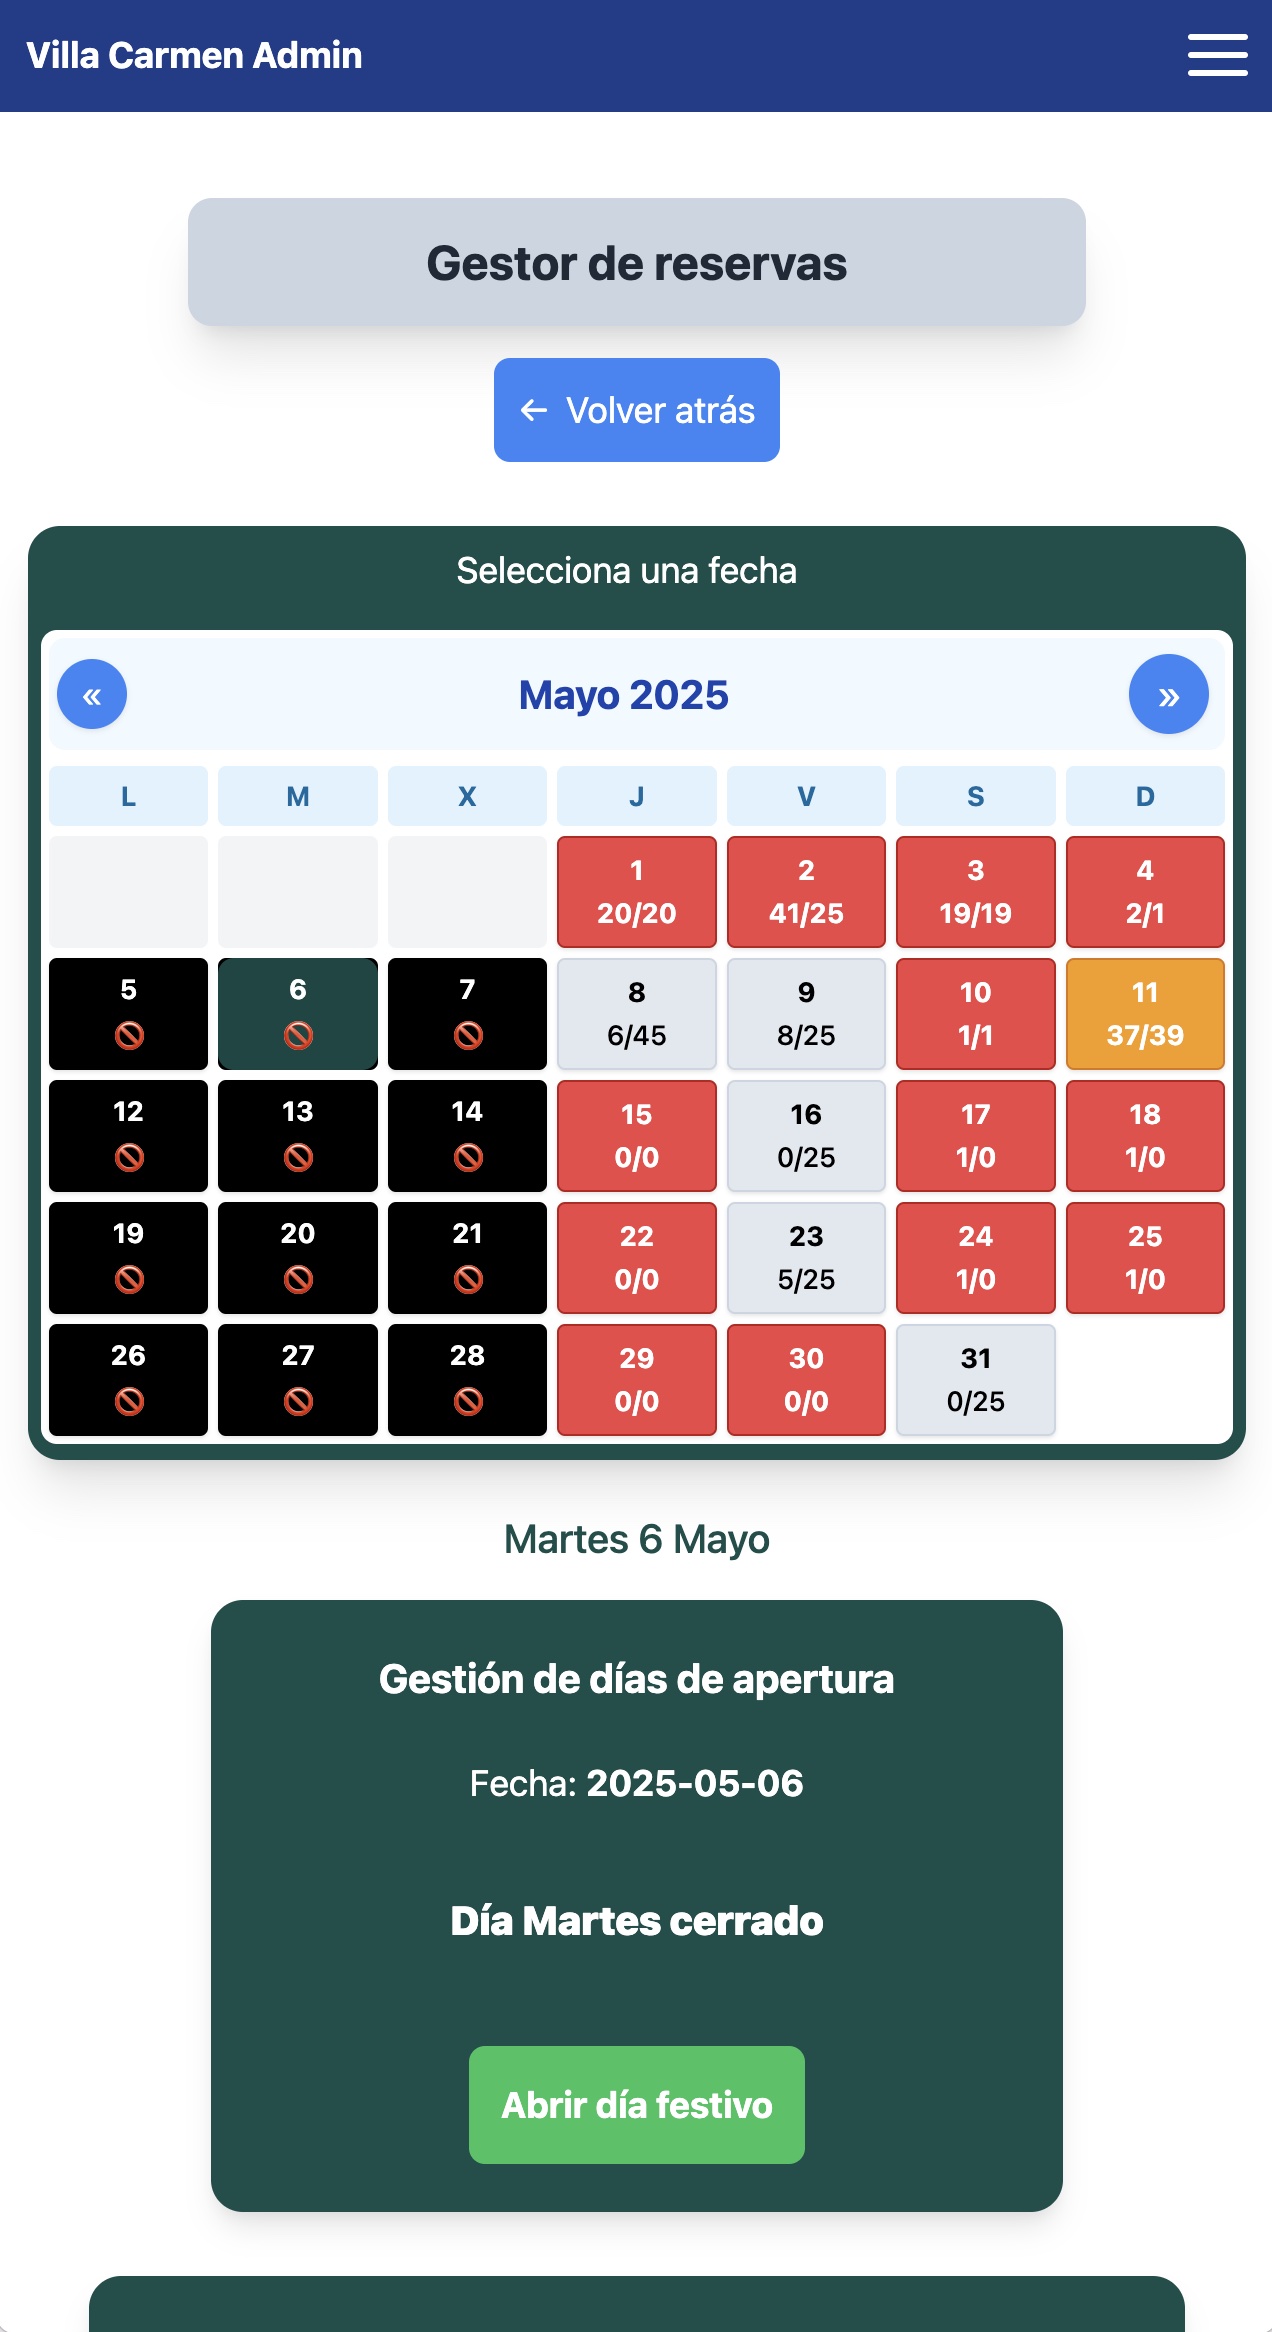 Villa Carmen Admin
Gestor de reservas
← Volver atrás
Selecciona una fecha
« Mayo 2025 »
L M X J V S D
1 2 3 4
20/20 41/25 19/19 2/1
5 6 7 8 9 10 11
6/45 8/25 1/1 37/39
12 13 14 15 16 17 18
0/0 0/25 1/0 1/0
19 20 21 22 23 24 25
0/0 5/25 1/0 1/0
26 27 28 29 30 31
0/0 0/0 0/25
Martes 6 Mayo
Gestión de días de apertura
Fecha: 2025-05-06
Día Martes cerrado
Abrir día festivo